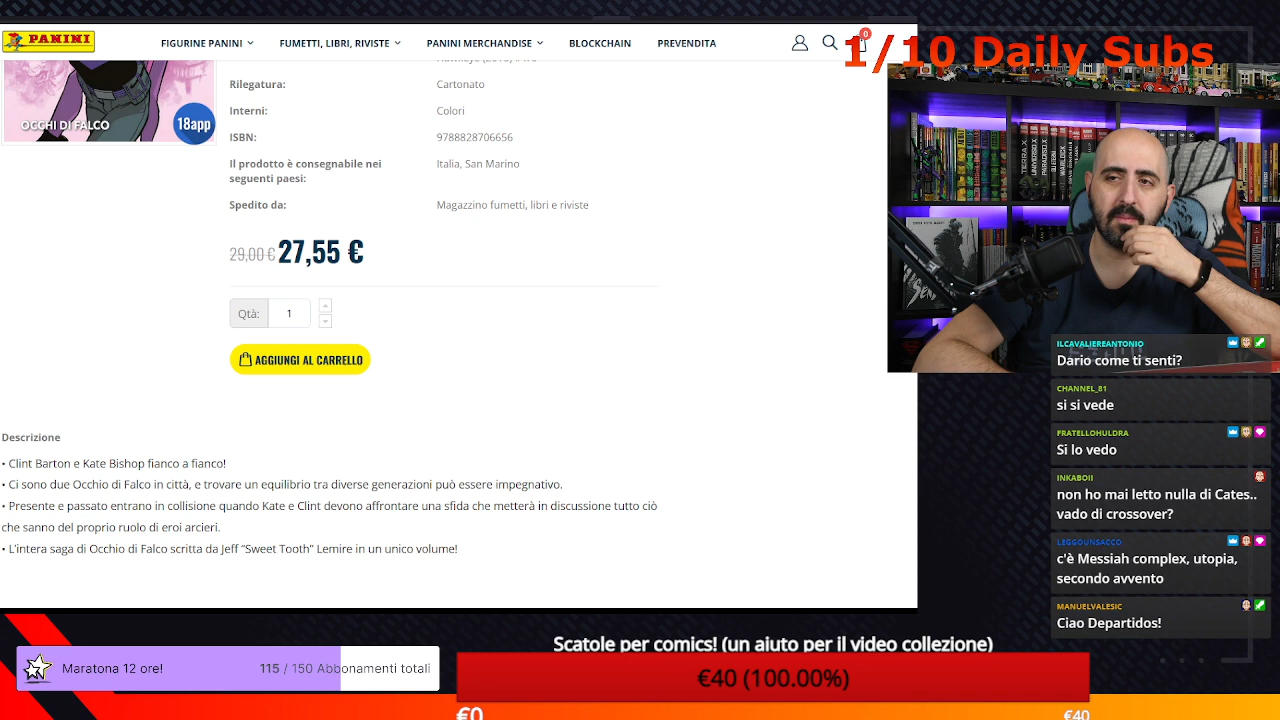 PANINI
FIGURINE PANINI
FUMETTI, LIBRI, RIVISTE
PANINI MERCHANDISE
BLOCKCHAIN
PREVENDITA
0
1/10 Daily Subs
OCCHI DI FALCO
18app
Rilegatura: Cartonato
Interni: Colori
ISBN: 9788828706656
Il prodotto è consegnabile nei seguenti paesi: Italia, San Marino
Spedito da: Magazzino fumetti, libri e riviste
29,00 € 27,55 €
Qtà: 1
AGGIUNGI AL CARRELLO
Descrizione
• Clint Barton e Kate Bishop fianco a fianco!
• Ci sono due Occhio di Falco in città, e trovare un equilibrio tra diverse generazioni può essere impegnativo.
• Presente e passato entrano in collisione quando Kate e Clint devono affrontare una sfida che metterà in discussione tutto ciò
che sanno del proprio ruolo di eroi arcieri.
• L'intera saga di Occhio di Falco scritta da Jeff "Sweet Tooth" Lemire in un unico volume!
TERRA X
UNIVERSO X
PARADISO X
WARLOCK
ILCAVALIEREANTONIO
Dario come ti senti?
CHANNEL_81
si si vede
FRATELLOHULDRA
Si lo vedo
INKABOII
non ho mai letto nulla di Cates..
vado di crossover?
LEGGOUNSACCO
c'è Messiah complex, utopia,
secondo avvento
MANUELVALESIC
Ciao Departidos!
Maratona 12 ore!
115 / 150 Abbonamenti totali
Scatole per comics! (un aiuto per il video collezione)
€40 (100.00%)
€0
€40